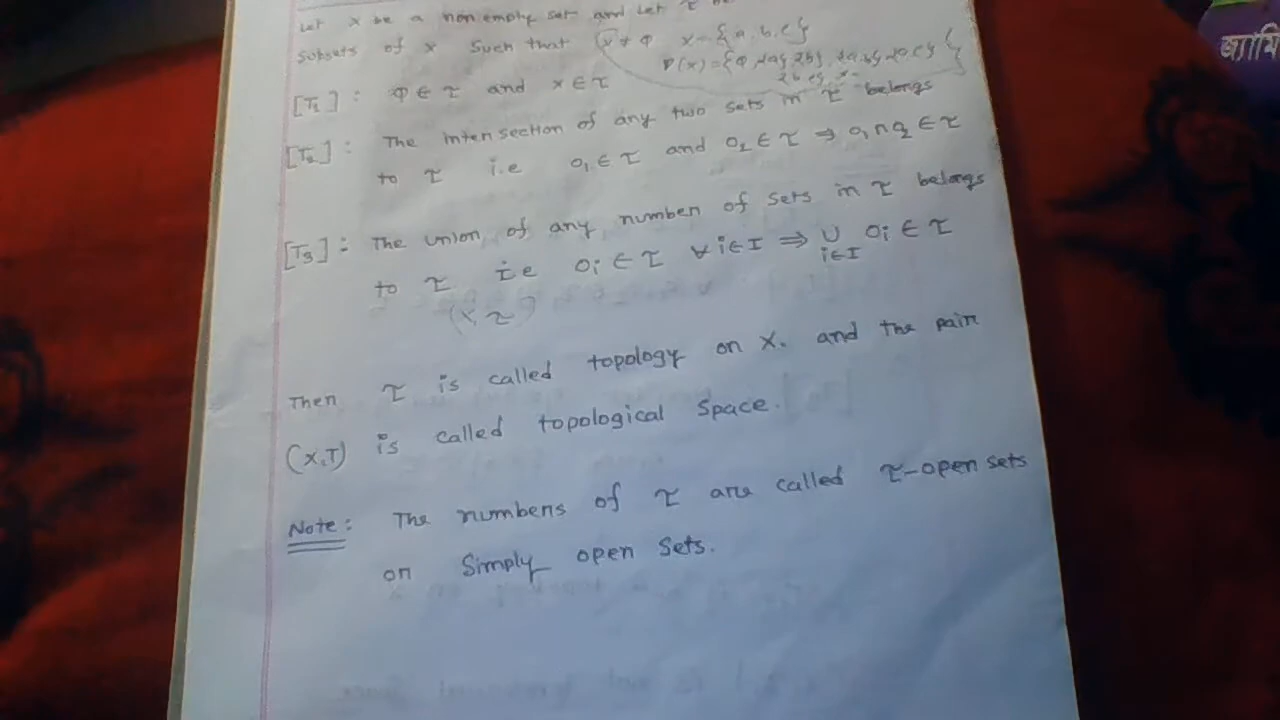 Let x be a non empty set and Let τ be
subsets of x Such that x ≠ φ x = {a, b, c}
P(x) = {φ, {a} {b}, {a,b}, {a,c} }
{b,c}, x
[T₁] : φ ∈ τ and x ∈ τ
[T₂] : The intersection of any two sets in τ belongs
to τ i.e O₁ ∈ τ and O₂ ∈ τ ⇒ O₁ ∩ O₂ ∈ τ
[T₃] : The union of any number of sets in τ belongs
to τ i.e Oi ∈ τ ∀ i ∈ I ⇒ ∪ Oi ∈ τ
i∈I
(x, τ)
Then τ is called topology on X. and the pair
(X,T) is called topological Space.
Note: The numbers of τ are called τ-open sets
or Simply open Sets.
জ্যামি